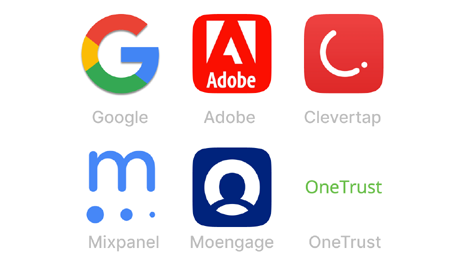 Adobe
Google Adobe Clevertap
m
OneTrust
Mixpanel Moengage OneTrust